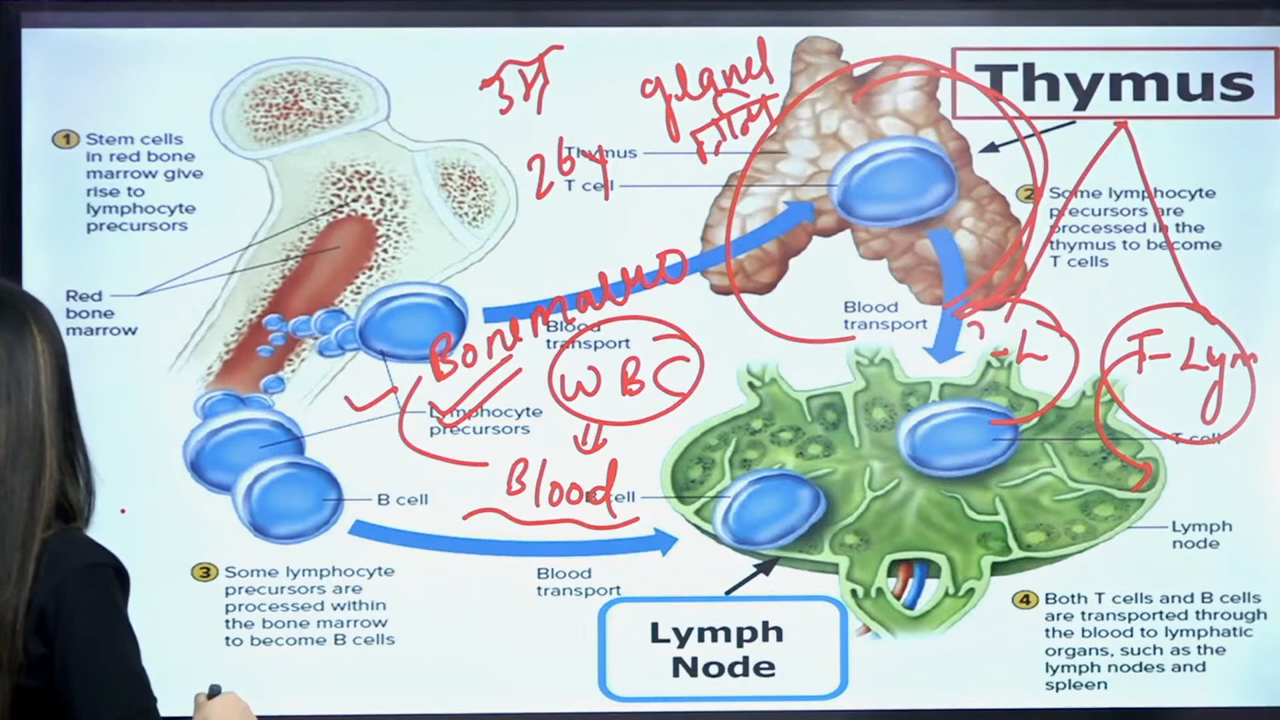 Thymus
1 Stem cells
in red bone
marrow give
rise to
lymphocyte
precursors
Red
bone
marrow
Thymus
T cell
gland
26y
2 Some lymphocyte
precursors are
processed in the
thymus to become
T cells
Blood
transport
Blood
transport
WBC
Blood
T-L
T-Lym
Lymphocyte
precursors
B cell
B cell
T cell
Lymph
node
3 Some lymphocyte
precursors are
processed within
the bone marrow
to become B cells
Blood
transport
Lymph
Node
4 Both T cells and B cells
are transported through
the blood to lymphatic
organs, such as the
lymph nodes and
spleen